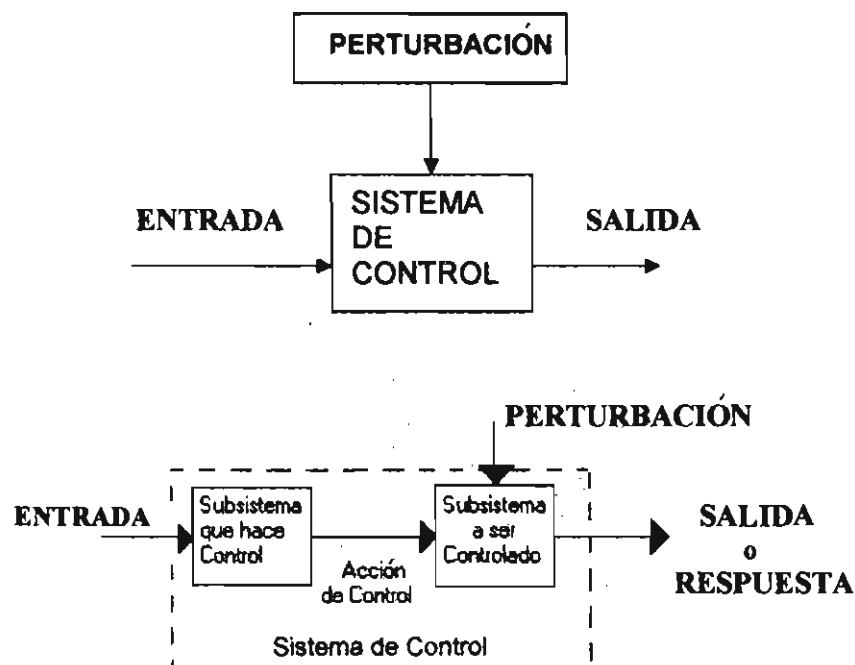 PERTURBACIÓN
ENTRADA
SISTEMA
DE
CONTROL
SALIDA
PERTURBACIÓN
ENTRADA
Subsistema
que hace
Control
Acción
de Control
Subsistema
a ser
Controlado
SALIDA
o
RESPUESTA
Sistema de Control